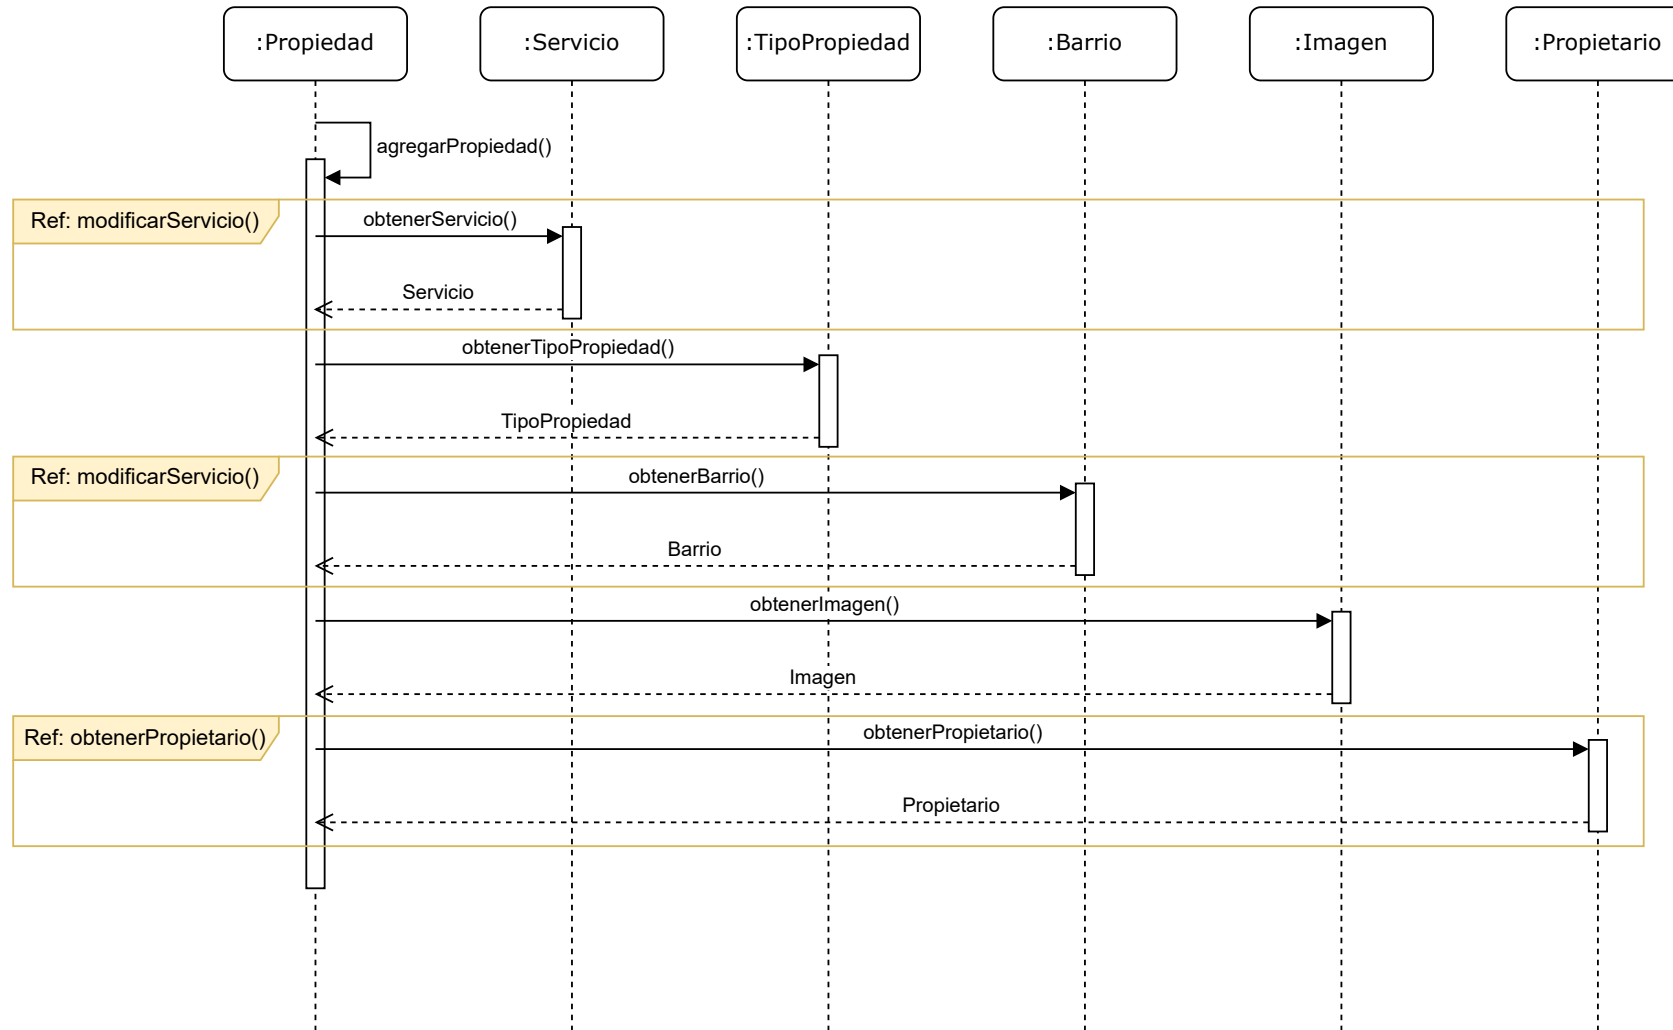 :Propiedad
:Servicio
:TipoPropiedad
:Barrio
:Imagen
:Propietario
agregarPropiedad()
Ref: modificarServicio()
obtenerServicio()
Servicio
obtenerTipoPropiedad()
TipoPropiedad
Ref: modificarServicio()
obtenerBarrio()
Barrio
obtenerImagen()
Imagen
Ref: obtenerPropietario()
obtenerPropietario()
Propietario